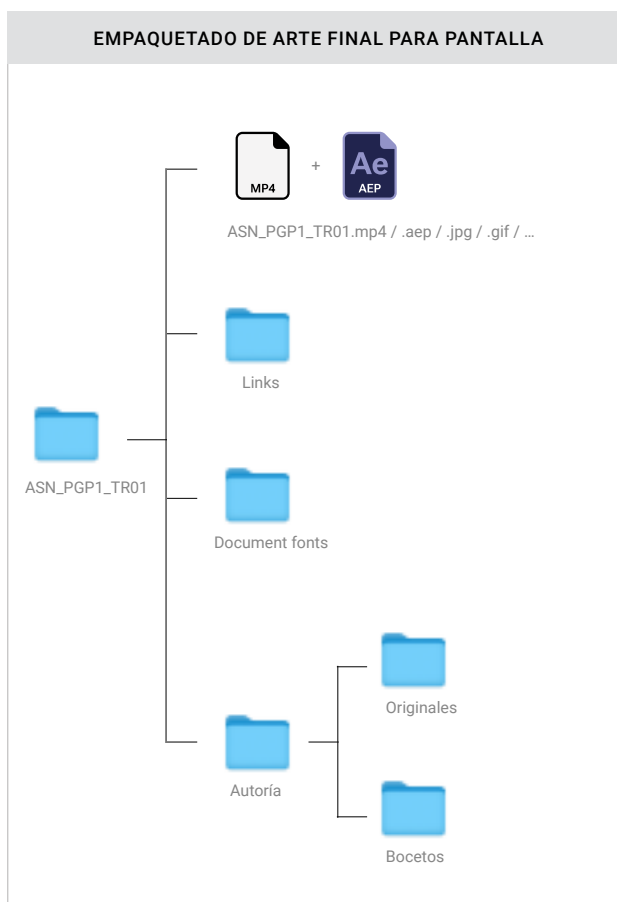 EMPAQUETADO DE ARTE FINAL PARA PANTALLA
MP4
+
Ae
AEP
ASN_PGP1_TR01.mp4 / .aep / .jpg / .gif / ...
Links
ASN_PGP1_TR01
Document fonts
Originales
Autoría
Bocetos